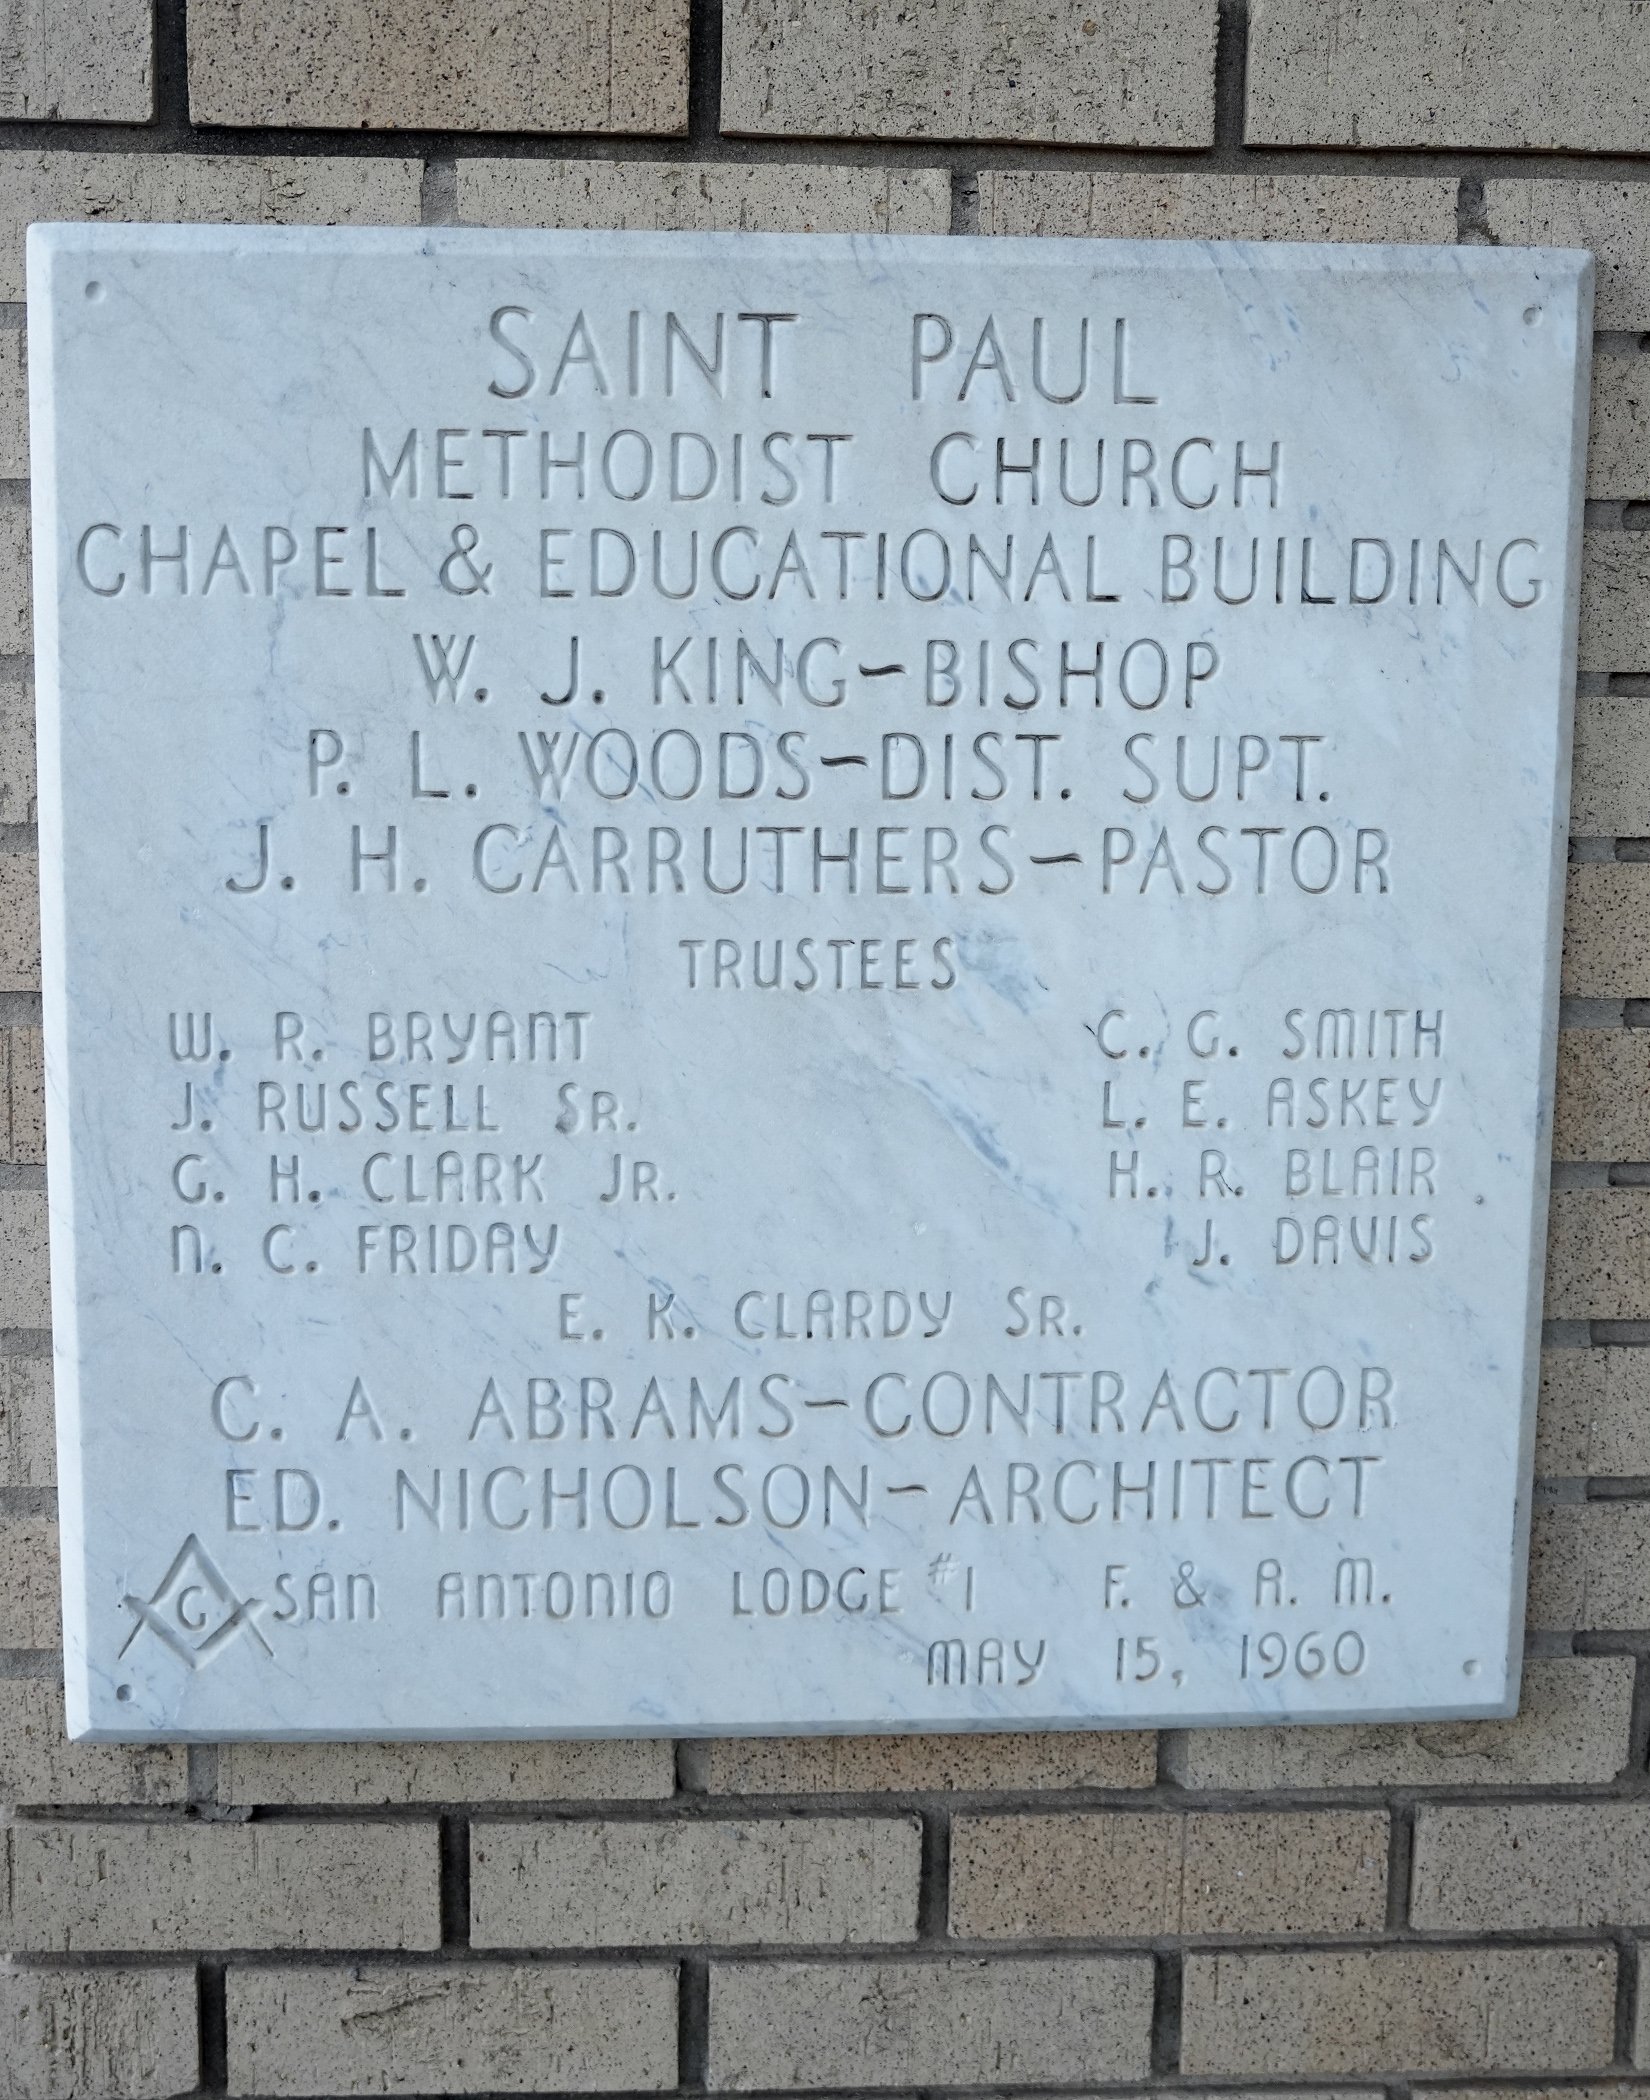 SAINT PAUL
METHODIST CHURCH
CHAPEL & EDUCATIONAL BUILDING
W. J. KING-BISHOP
P. L. WOODS-DIST. SUPT.
J. H. CARRUTHERS-PASTOR
TRUSTEES
W. R. BRYANT C. G. SMITH
J. RUSSELL SR. L. E. ASKEY
G. H. CLARK JR. H. R. BLAIR
N. C. FRIDAY J. DAVIS
E. K. CLARDY SR.
C. A. ABRAMS-CONTRACTOR
ED. NICHOLSON-ARCHITECT
G SAN ANTONIO LODGE #1 F. & A. M.
MAY 15, 1960